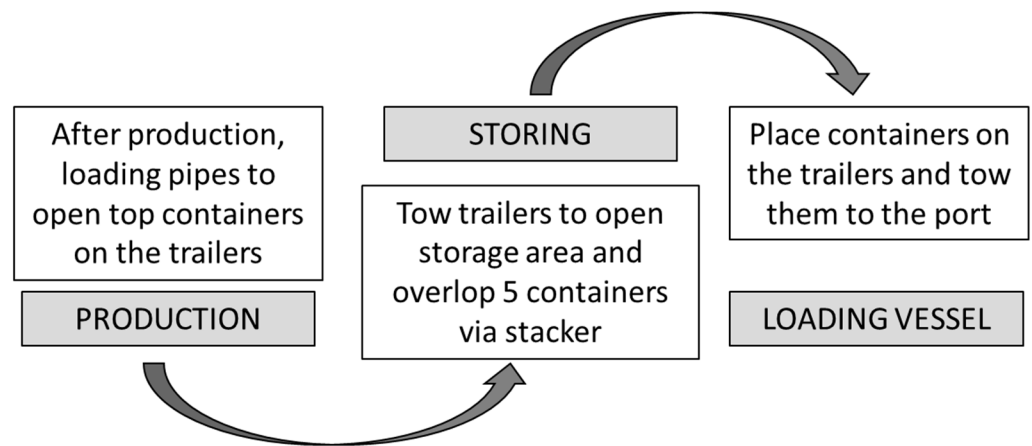 After production,
loading pipes to
open top containers
on the trailers
PRODUCTION
STORING
Tow trailers to open
storage area and
overlop 5 containers
via stacker
Place containers on
the trailers and tow
them to the port
LOADING VESSEL